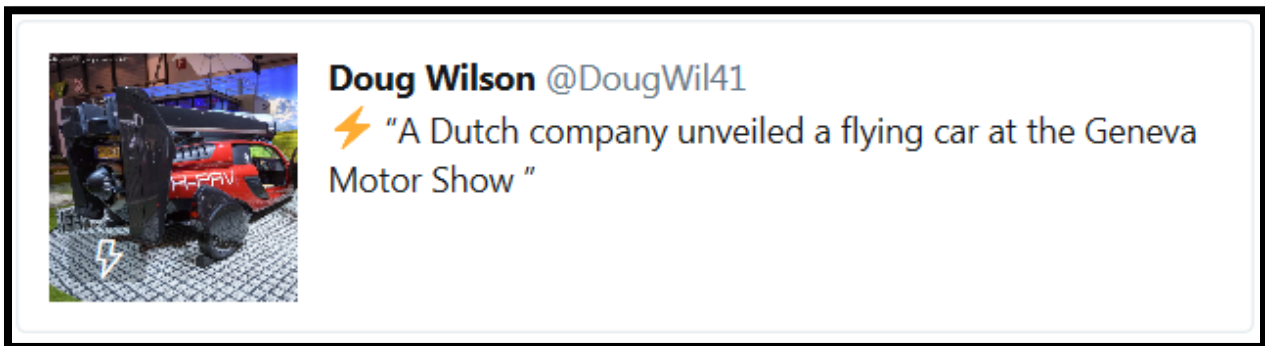 Doug Wilson @DougWil41
⚡ “A Dutch company unveiled a flying car at the Geneva
Motor Show ”